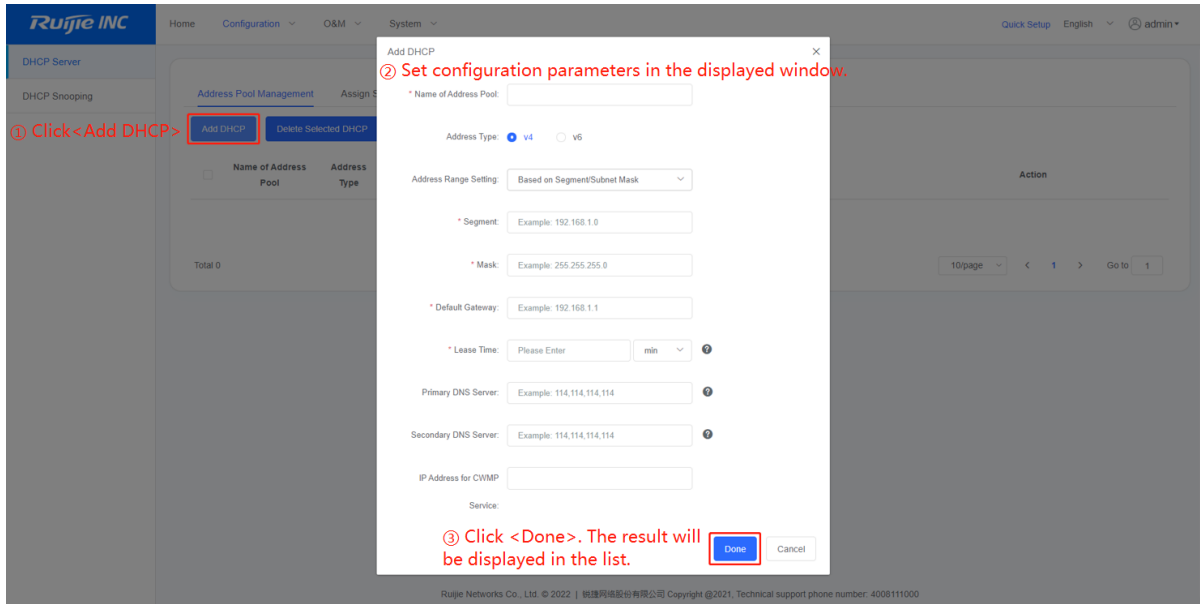 Ruijie INC
Home Configuration O&M System Quick Setup English admin
DHCP Server
DHCP Snooping
Address Pool Management Assign S
① Click<Add DHCP>
Add DHCP Delete Selected DHCP
Name of Address Pool Address Type Action
Total 0 10/page < 1 > Go to 1
Add DHCP
② Set configuration parameters in the displayed window.
* Name of Address Pool:
Address Type: v4 v6
Address Range Setting: Based on Segment/Subnet Mask
* Segment: Example: 192.168.1.0
* Mask: Example: 255.255.255.0
* Default Gateway: Example: 192.168.1.1
* Lease Time: Please Enter min
Primary DNS Server: Example: 114,114,114,114
Secondary DNS Server: Example: 114,114,114,114
IP Address for CWMP
Service:
③ Click <Done>. The result will
be displayed in the list.
Done Cancel
Ruijie Networks Co., Ltd. © 2022 | 锐捷网络股份有限公司 Copyright @2021, Technical support phone number: 4008111000